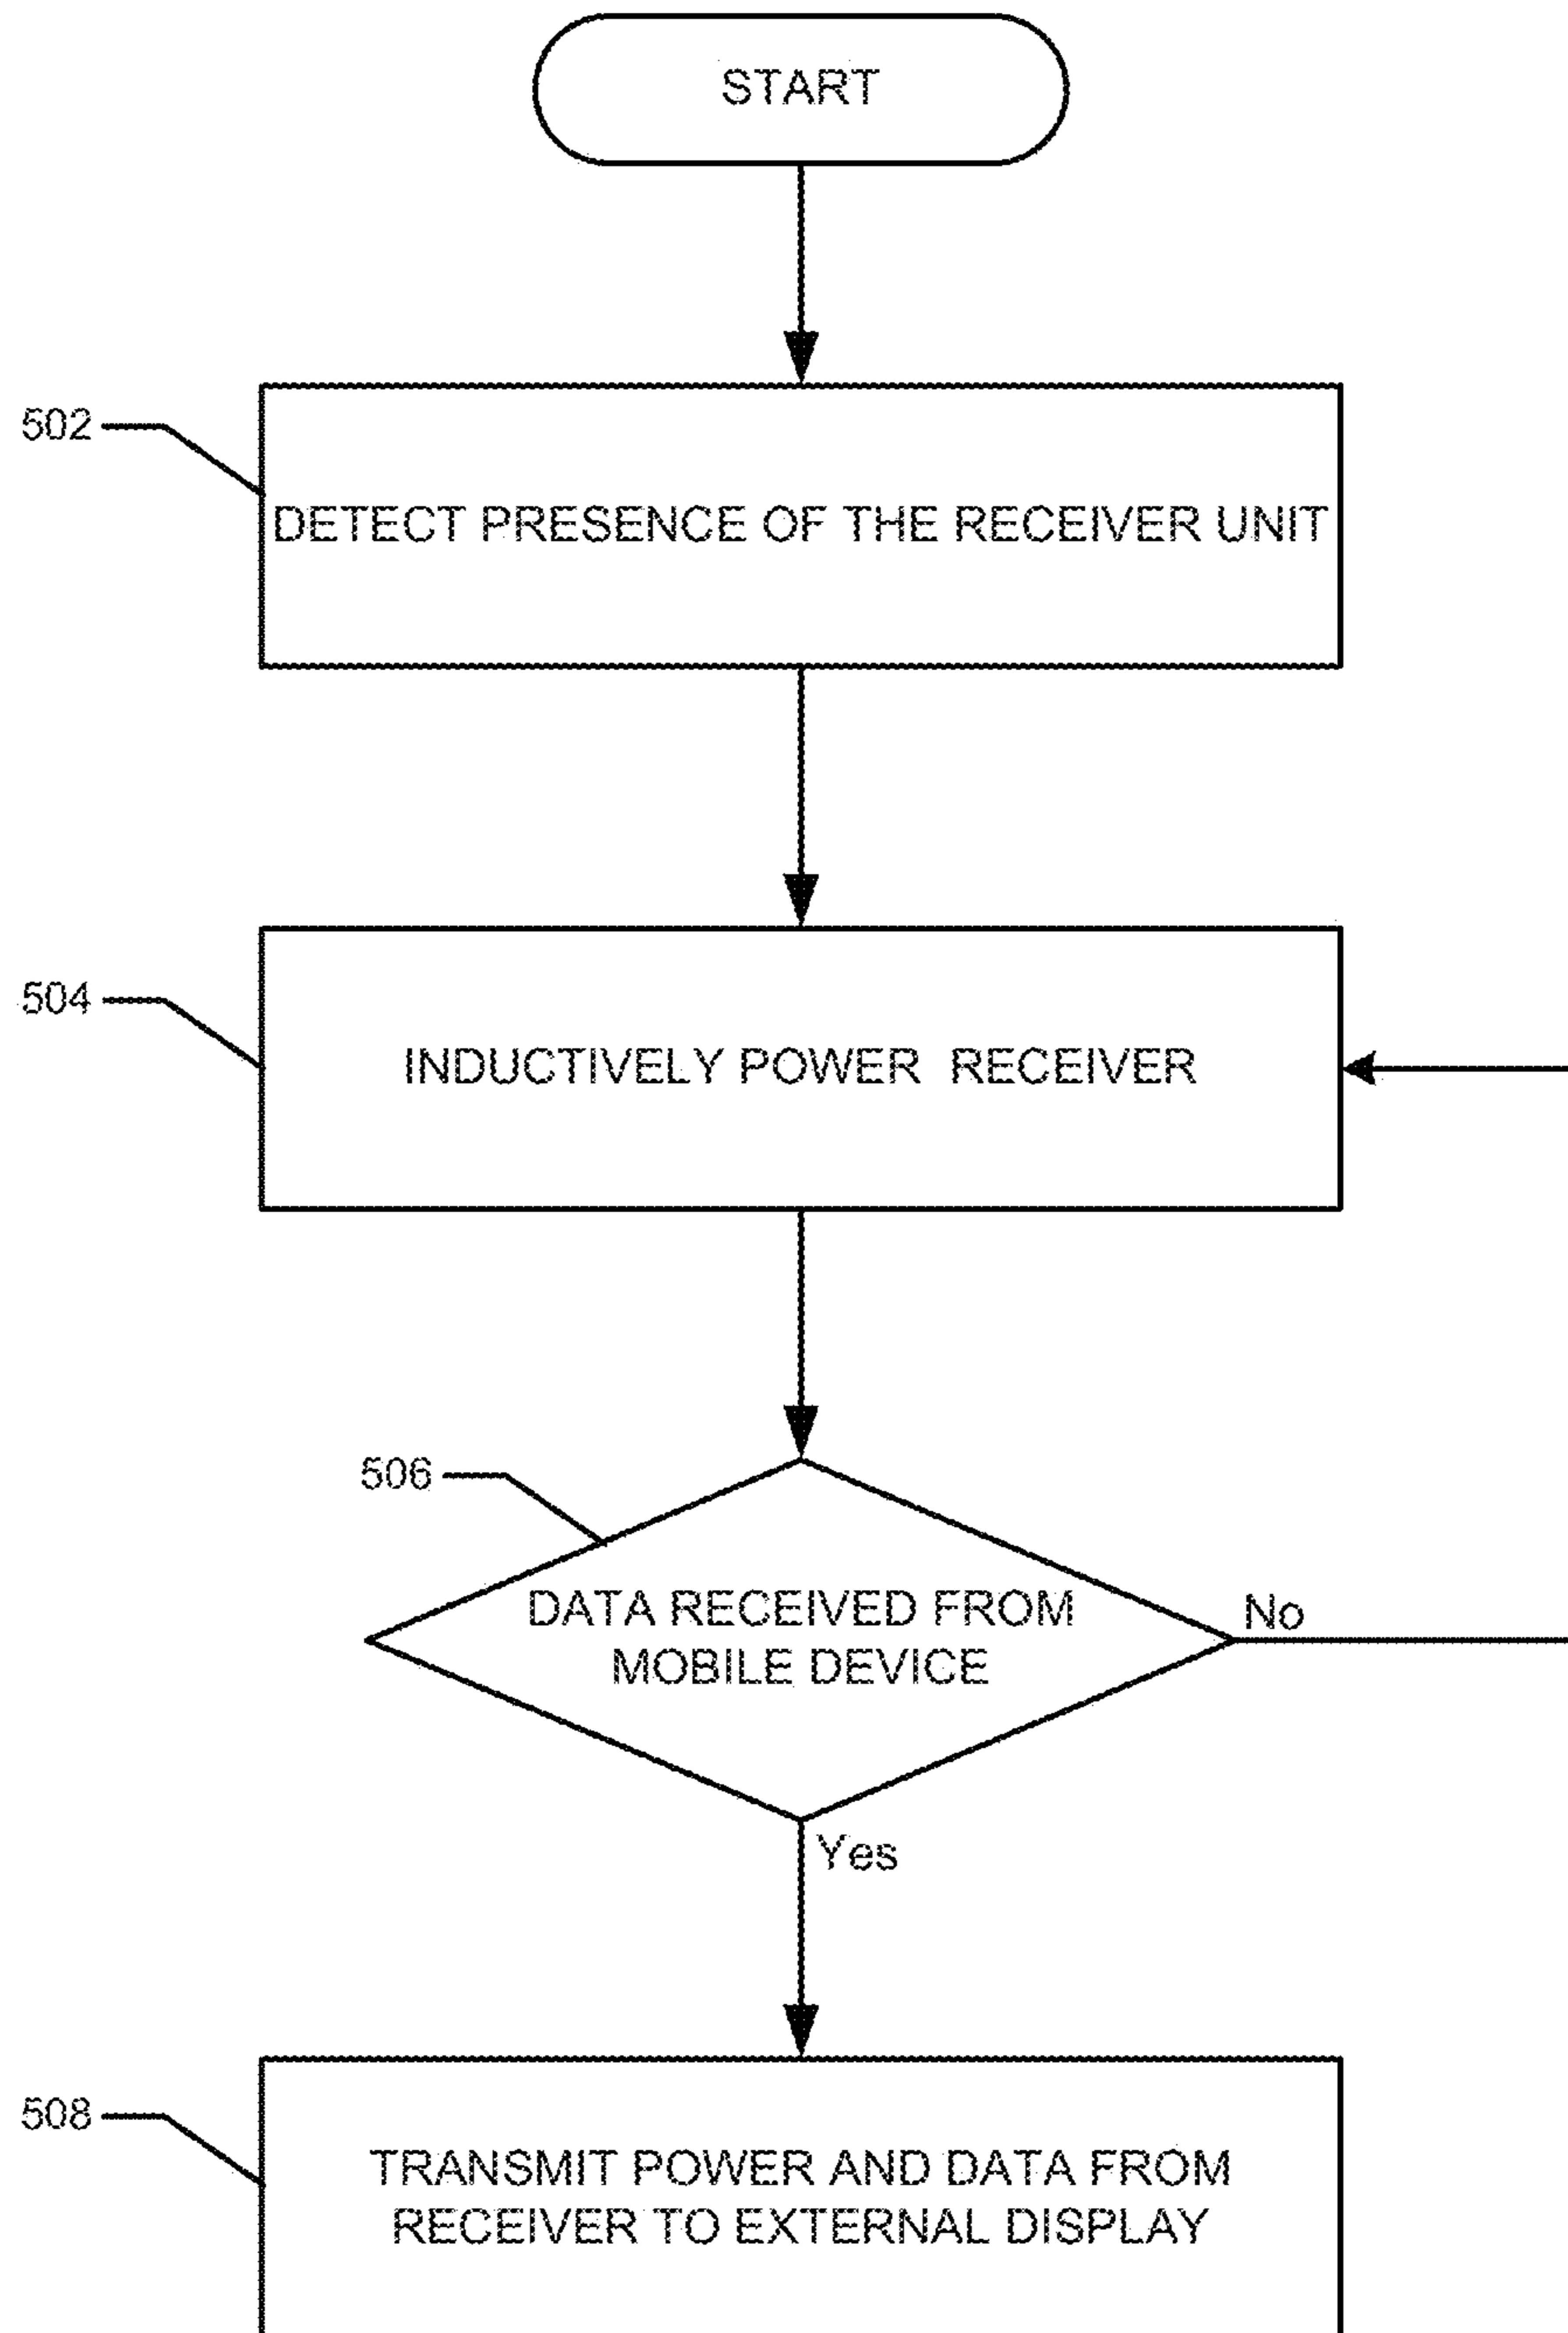 START
502
DETECT PRESENCE OF THE RECEIVER UNIT
504
INDUCTIVELY POWER RECEIVER
506
DATA RECEIVED FROM
MOBILE DEVICE
No
Yes
508
TRANSMIT POWER AND DATA FROM
RECEIVER TO EXTERNAL DISPLAY